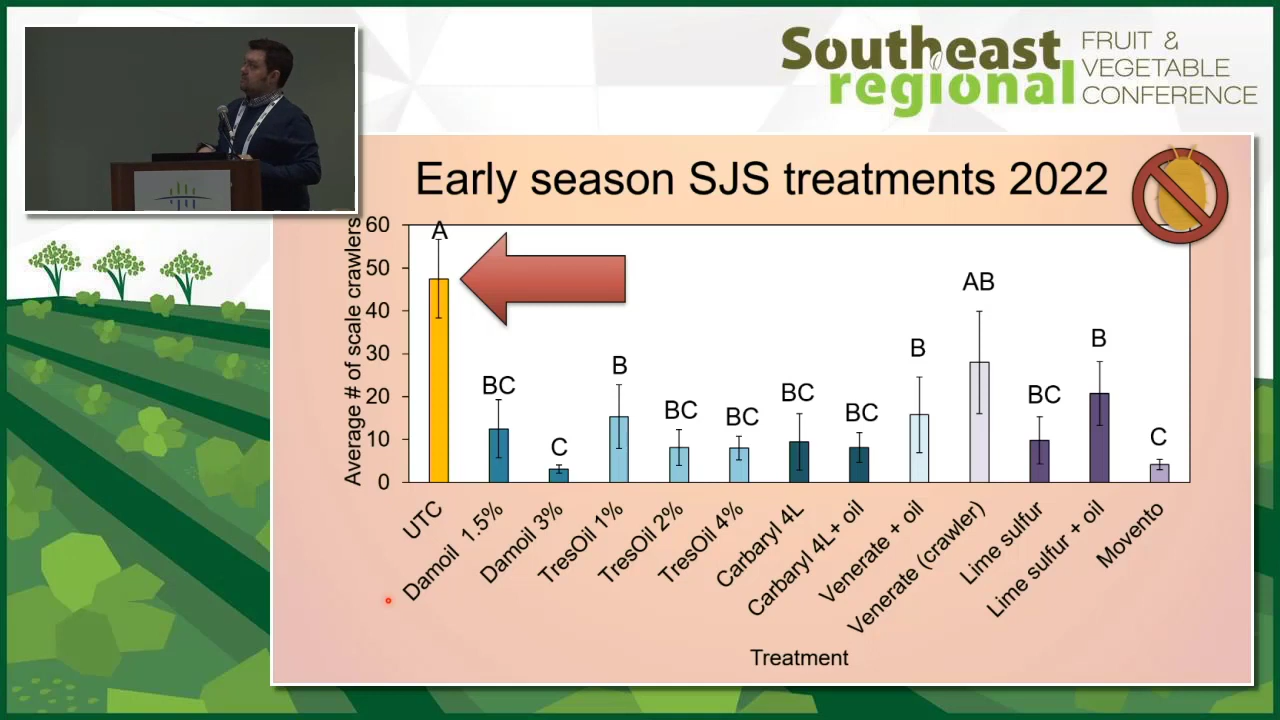 Southeast
regional
FRUIT &
VEGETABLE
CONFERENCE
Early season SJS treatments 2022
Average # of scale crawlers
60
50
40
30
20
10
0
A
BC
C
B
BC
BC
BC
BC
B
AB
BC
B
C
UTC
Damoil 1.5%
Damoil 3%
TresOil 1%
TresOil 2%
TresOil 4%
Carbaryl 4L
Carbaryl 4L+ oil
Venerate + oil
Venerate (crawler)
Lime sulfur
Lime sulfur + oil
Movento
Treatment